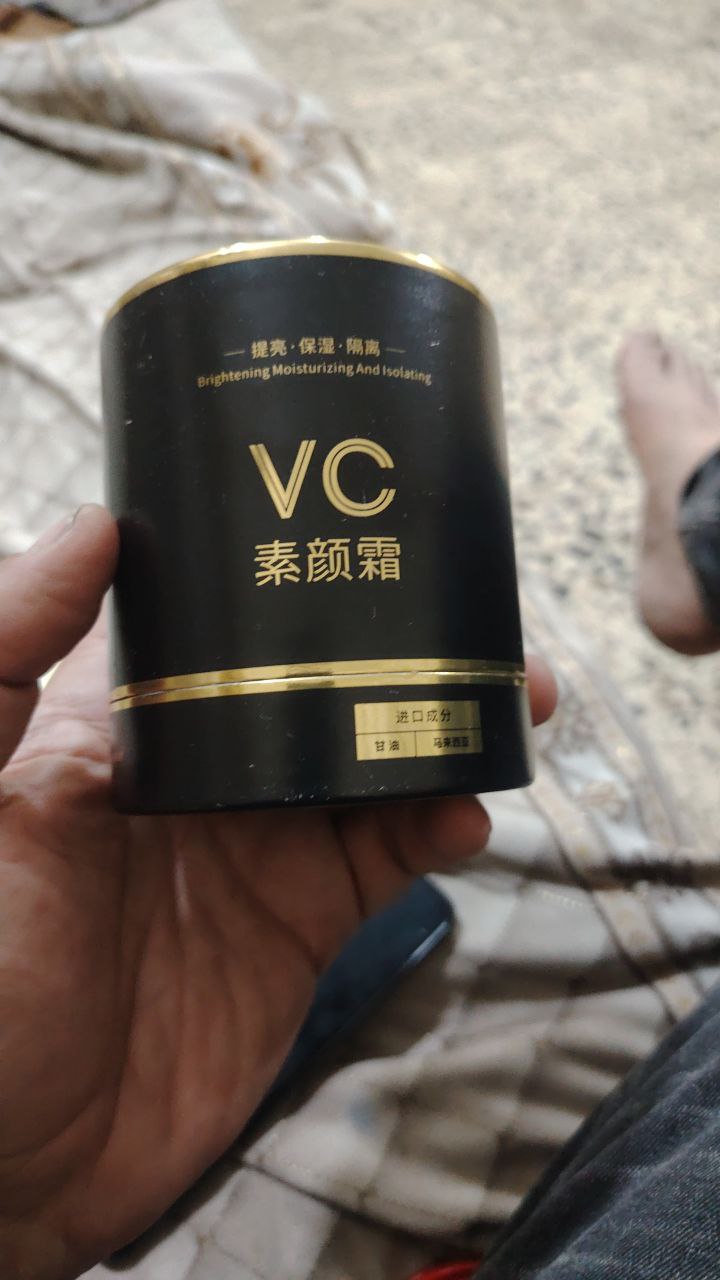 — 提亮·保湿·隔离 —
Brightening Moisturizing And Isolating
VC
素颜霜
进口成分
甘油 马来西亚